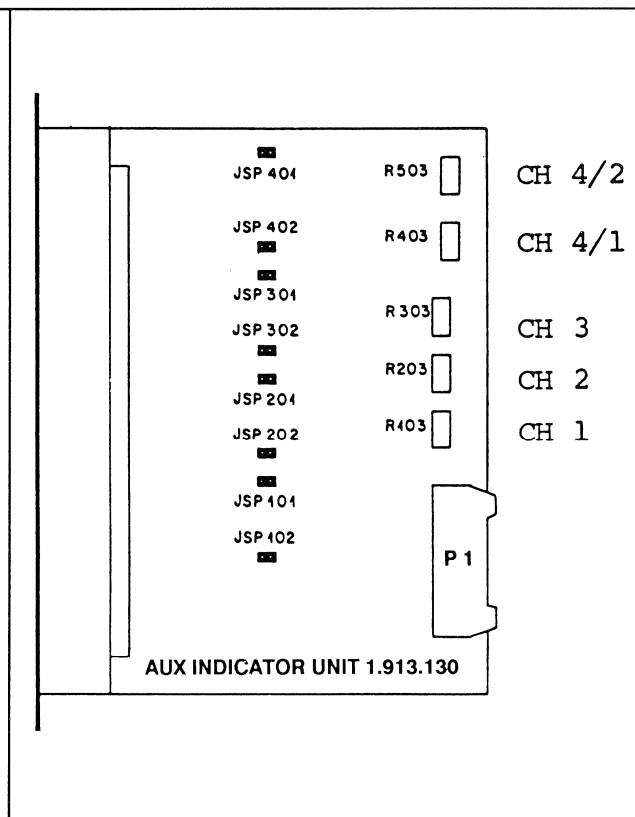 JSP 401 R503 CH 4/2
JSP 402 R403 CH 4/1
JSP 301 R303
JSP 302 CH 3
R203 CH 2
JSP 201
JSP 202 R103 CH 1
JSP 101
JSP 102
P 1
AUX INDICATOR UNIT 1.913.130